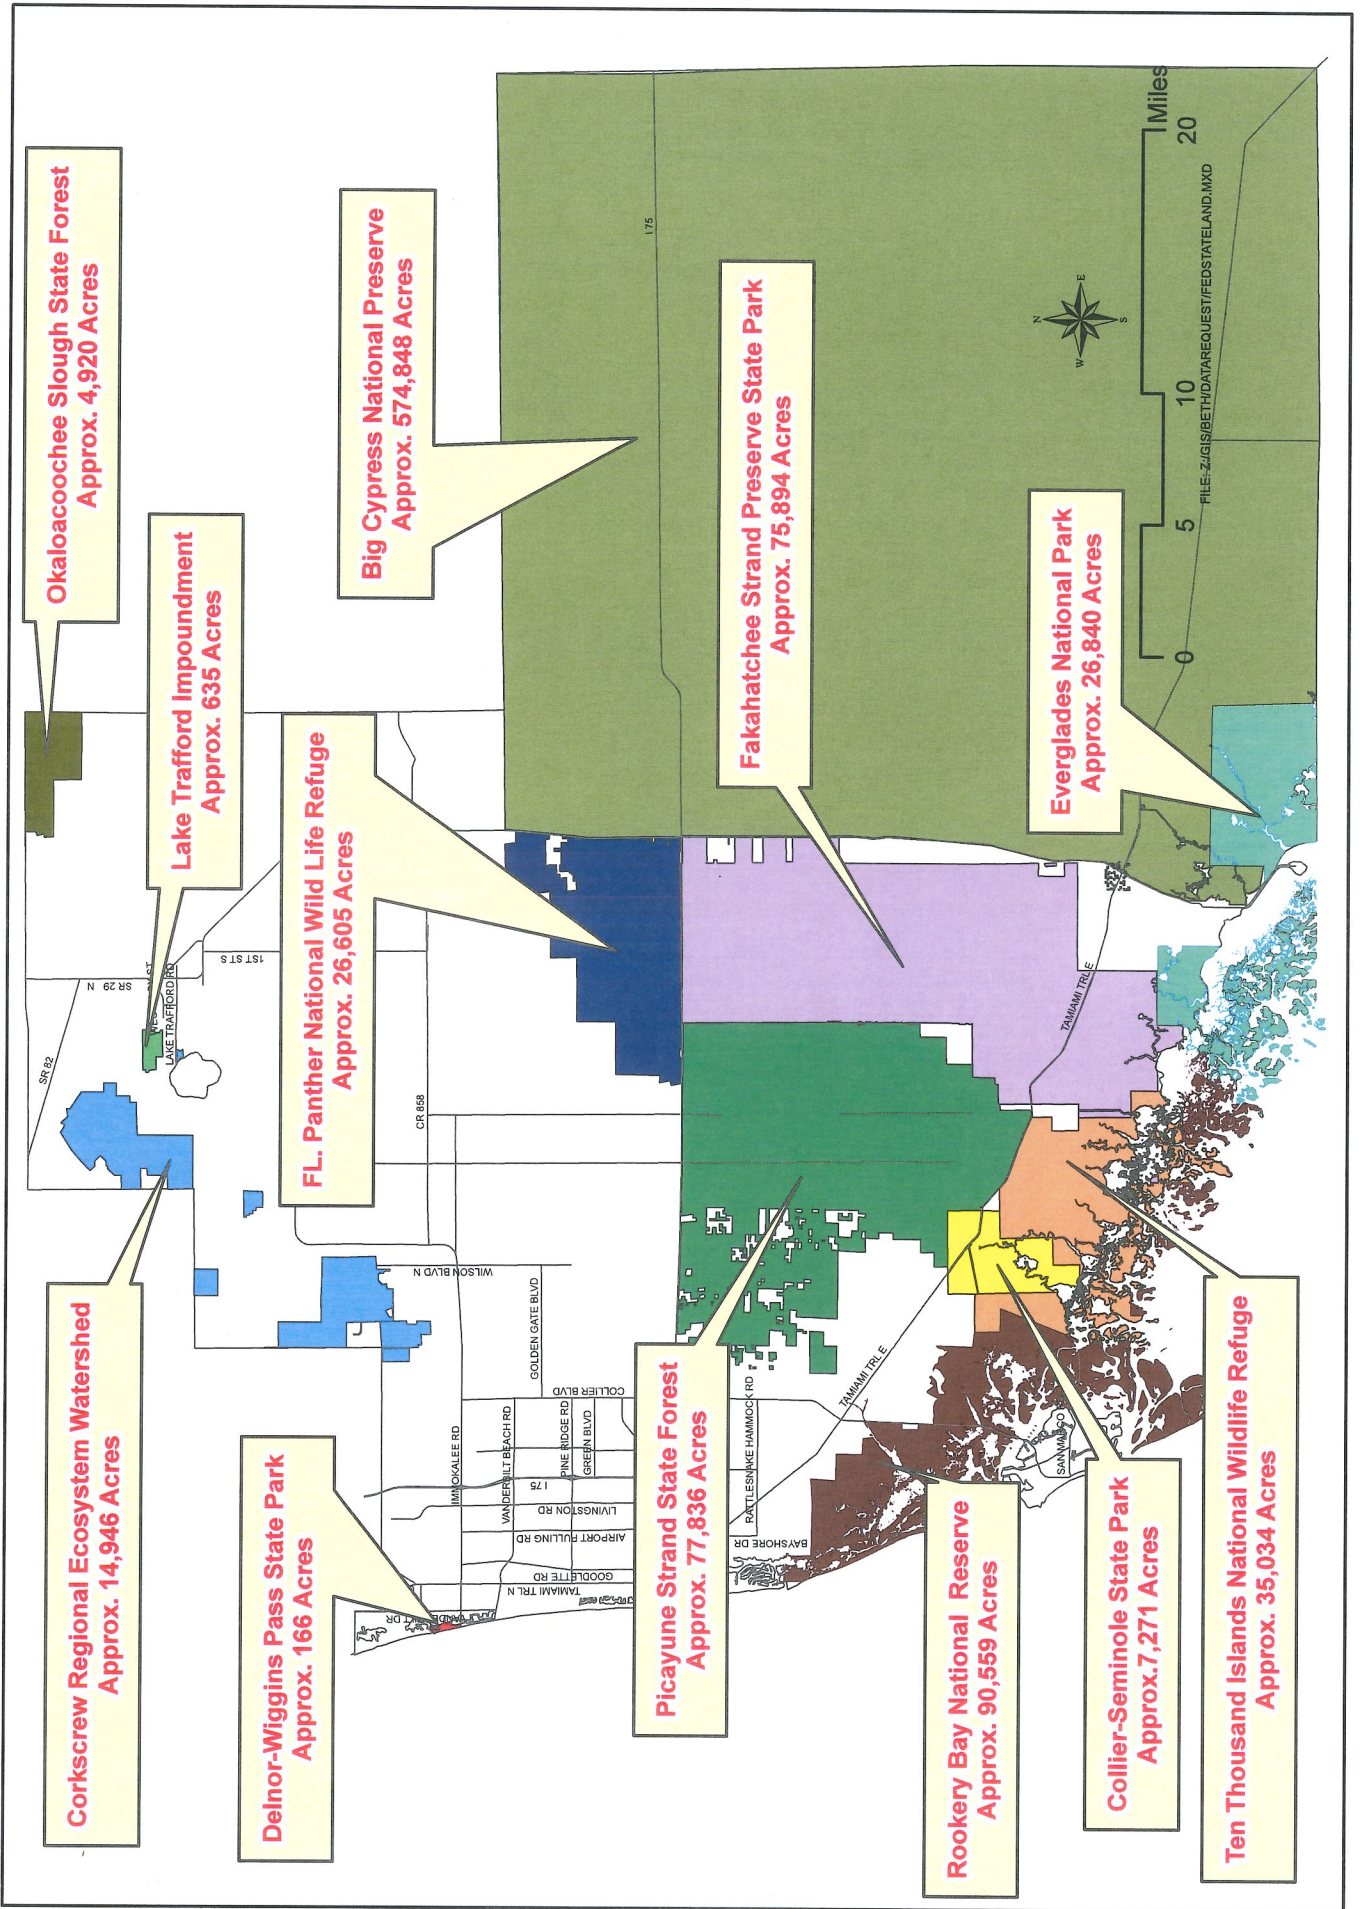 Okaloacoochee Slough State Forest
Approx. 4,920 Acres
Lake Trafford Impoundment
Approx. 635 Acres
Corkscrew Regional Ecosystem Watershed
Approx. 14,946 Acres
Big Cypress National Preserve
Approx. 574,848 Acres
FL. Panther National Wild Life Refuge
Approx. 26,605 Acres
Delnor-Wiggins Pass State Park
Approx. 166 Acres
Fakahatchee Strand Preserve State Park
Approx. 75,894 Acres
Picayune Strand State Forest
Approx. 77,836 Acres
Everglades National Park
Approx. 26,840 Acres
Rookery Bay National Reserve
Approx. 90,559 Acres
Collier-Seminole State Park
Approx.7,271 Acres
Ten Thousand Islands National Wildlife Refuge
Approx. 35,034 Acres
SR 82
SR 29 N
LAKE TRAFFORD RD
1ST ST S
CR 858
I 75
WILSON BLVD N
GOLDEN GATE BLVD
COLLIER BLVD
IMMOKALEE RD
VANDERBILT BEACH RD
PINE RIDGE RD
GREEN BLVD
I 75
LIVINGSTON RD
AIRPORT PULLING RD
GOODLETTE RD
TAMIAMI TRL N
RATTLESNAKE HAMMOCK RD
BAYSHORE DR
TAMIAMI TRL E
TAMIAMI TRL E
SAN MARCO
N
W
E
S
0
5
10
20
Miles
FILE: Z:/GIS/BETH/DATAREQUEST/FEDSTATELAND.MXD